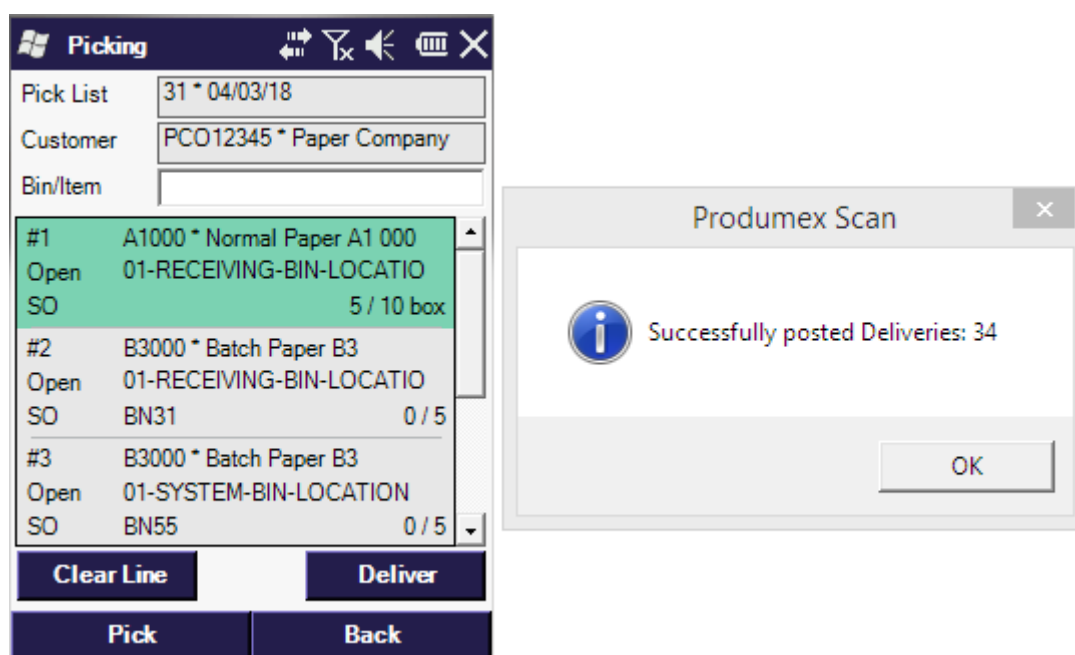 Picking
Pick List 31 * 04/03/18
Customer PCO12345 * Paper Company
Bin/Item
#1 A1000 * Normal Paper A1 000
Open 01-RECEIVING-BIN-LOCATIO
SO 5 / 10 box
#2 B3000 * Batch Paper B3
Open 01-RECEIVING-BIN-LOCATIO
SO BN31 0 / 5
#3 B3000 * Batch Paper B3
Open 01-SYSTEM-BIN-LOCATION
SO BN55 0 / 5
Clear Line Deliver
Pick Back
Produmex Scan
Successfully posted Deliveries: 34
OK